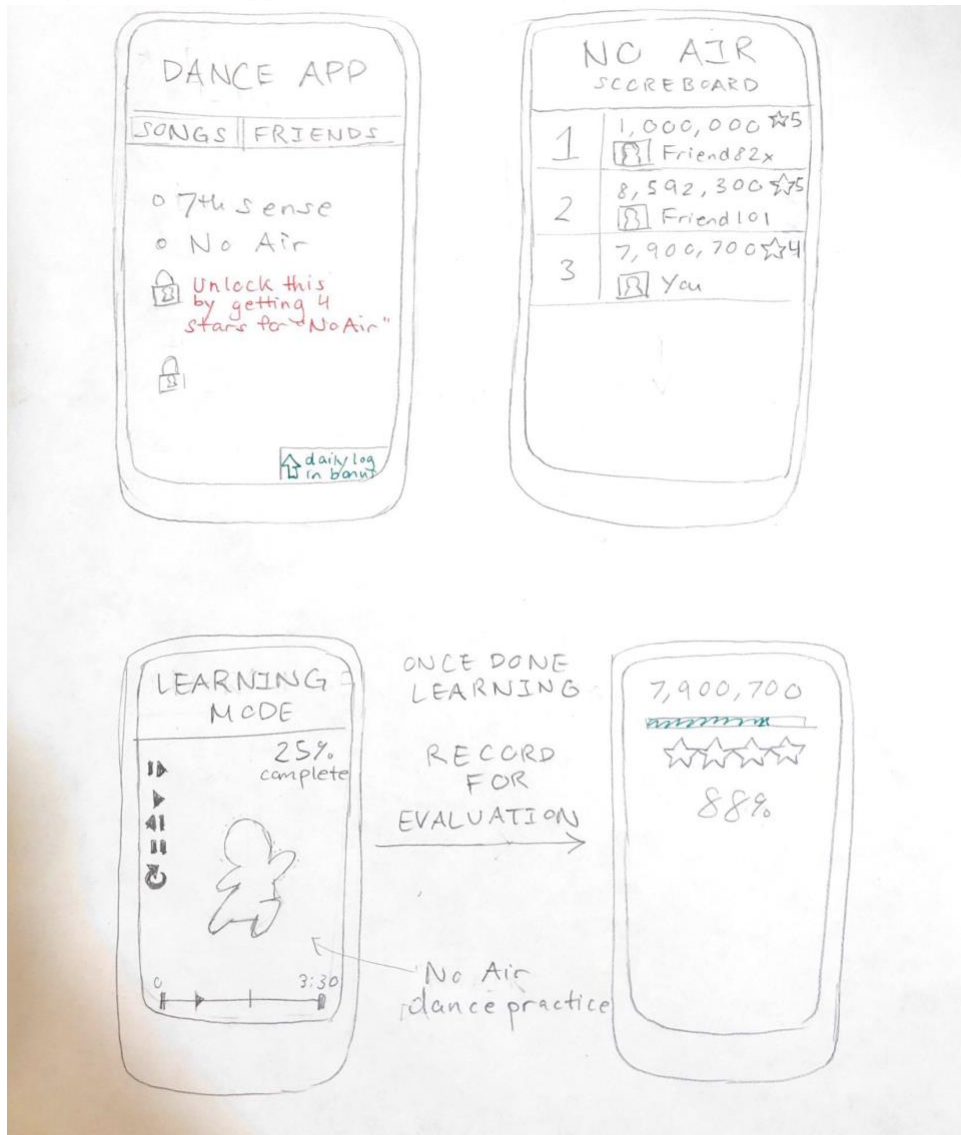 DANCE APP
SONGS FRIENDS
7th sense
No Air
Unlock this
by getting 4
stars for "No Air"
daily log
in bonus
NO AIR
SCOREBOARD
1
1,000,000 ☆5
Friend82x
2
8,592,300 ☆5
Friend101
3
7,900,700 ☆4
You
LEARNING
MODE
25%
complete
0 3:30
ONCE DONE
LEARNING
RECORD
FOR
EVALUATION
No Air
dance practice
7,900,700
88%